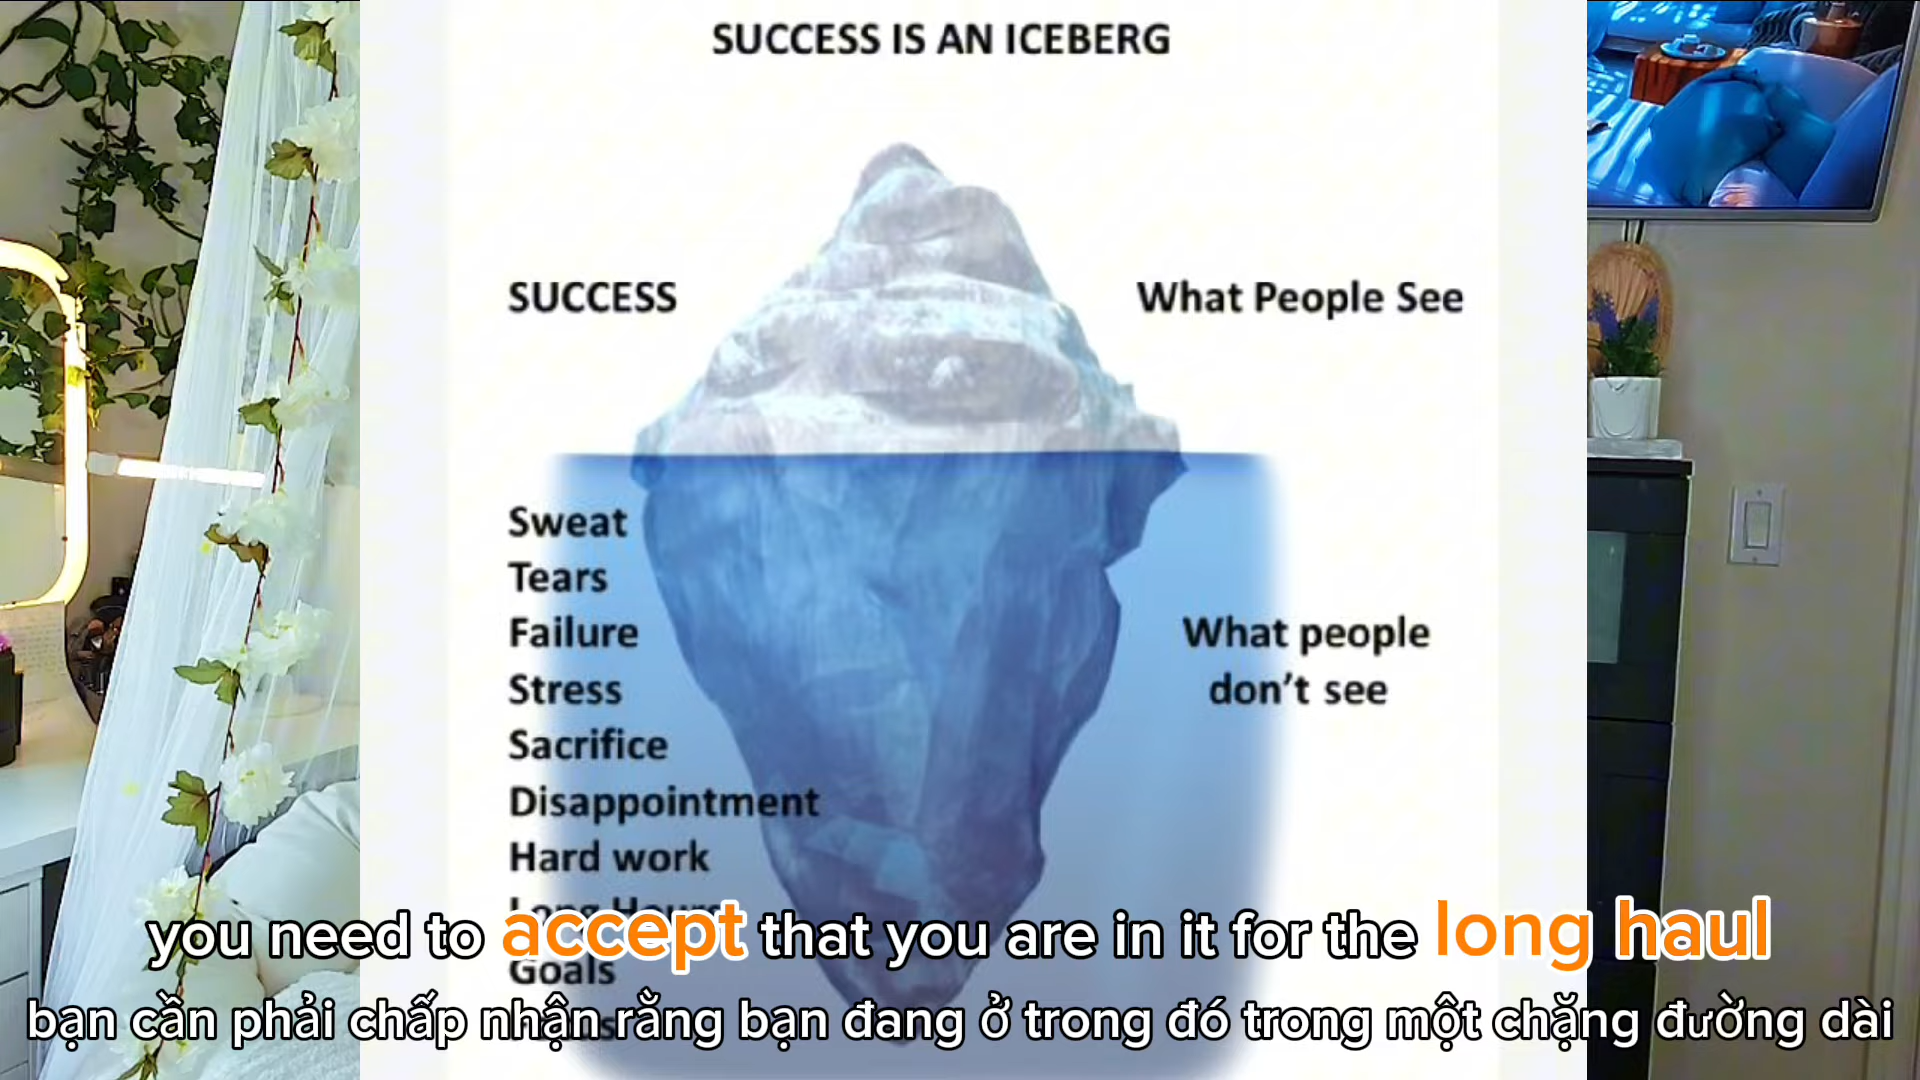 SUCCESS IS AN ICEBERG
SUCCESS
What People See
Sweat
Tears
Failure
Stress
Sacrifice
Disappointment
Hard work
What people
don’t see
Long Hours
Goals
you need to accept that you are in it for the long haul
bạn cần phải chấp nhận rằng bạn đang ở trong đó trong một chặng đường dài